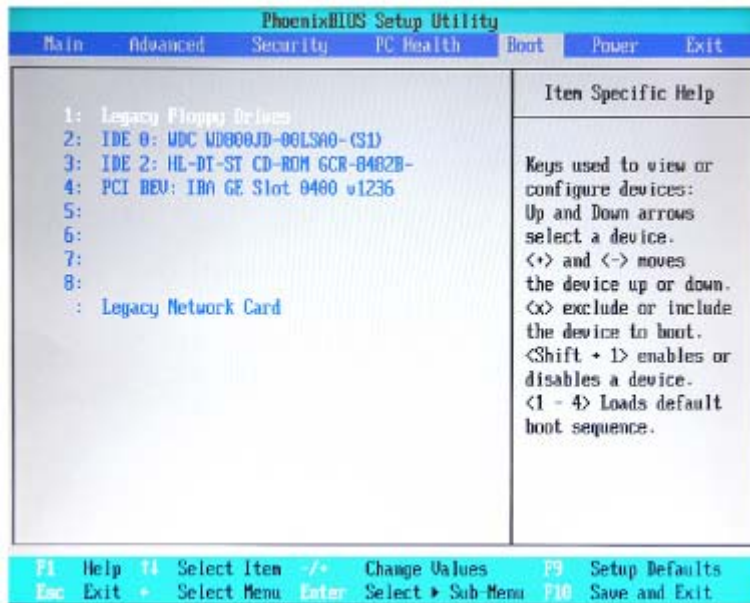 PhoenixBIOS Setup Utility
Main Advanced Security PC Health Boot Power Exit
1: Legacy Floppy Drives
2: IDE 0: WDC WD800JD-00LSA0-(S1)
3: IDE 2: HL-DT-ST CD-ROM GCR-8482B-
4: PCI BEV: IBA GE Slot 0400 v1236
5:
6:
7:
8:
: Legacy Network Card
Item Specific Help
Keys used to view or
configure devices:
Up and Down arrows
select a device.
<+> and <-> moves
the device up or down.
<x> exclude or include
the device to boot.
<Shift + 1> enables or
disables a device.
<1 - 4> Loads default
boot sequence.
F1 Help ↑↓ Select Item -/+ Change Values F9 Setup Defaults
Esc Exit + Select Menu Enter Select ▶ Sub-Menu F10 Save and Exit